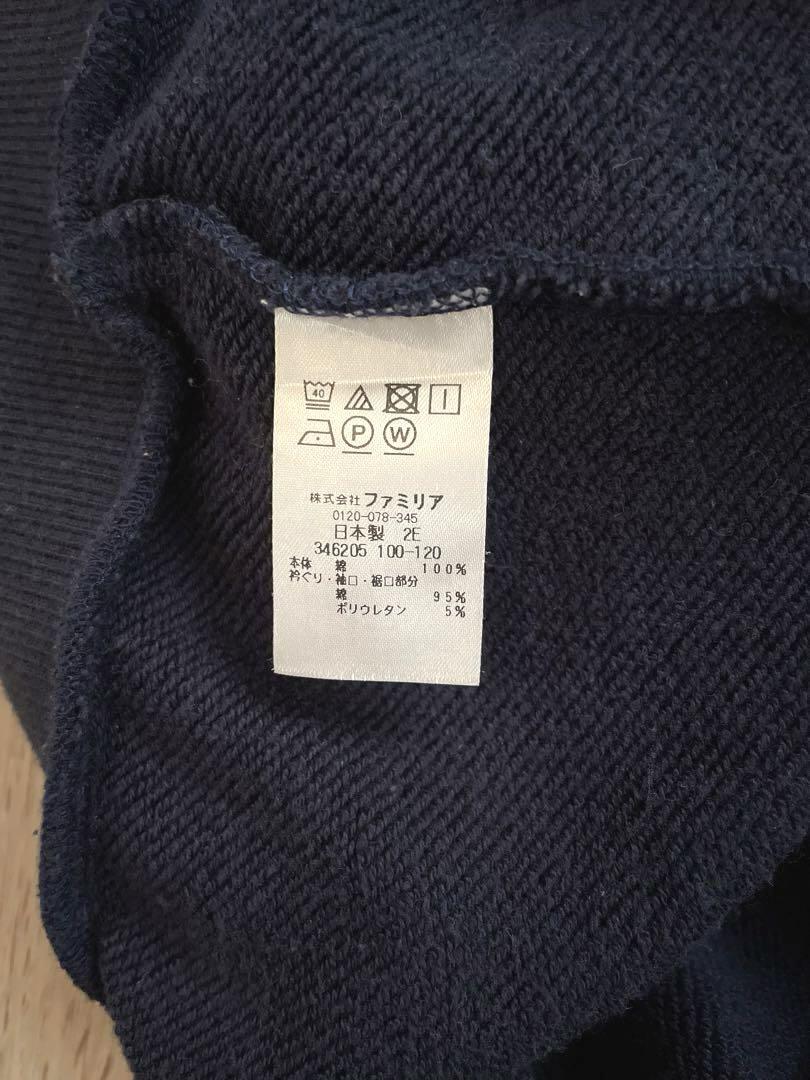 40
P W
株式会社ファミリア
0120-078-345
日本製 2E
346205 100-120
本体 綿 100%
衿ぐり・袖口・裾口部分
綿 95%
ポリウレタン 5%